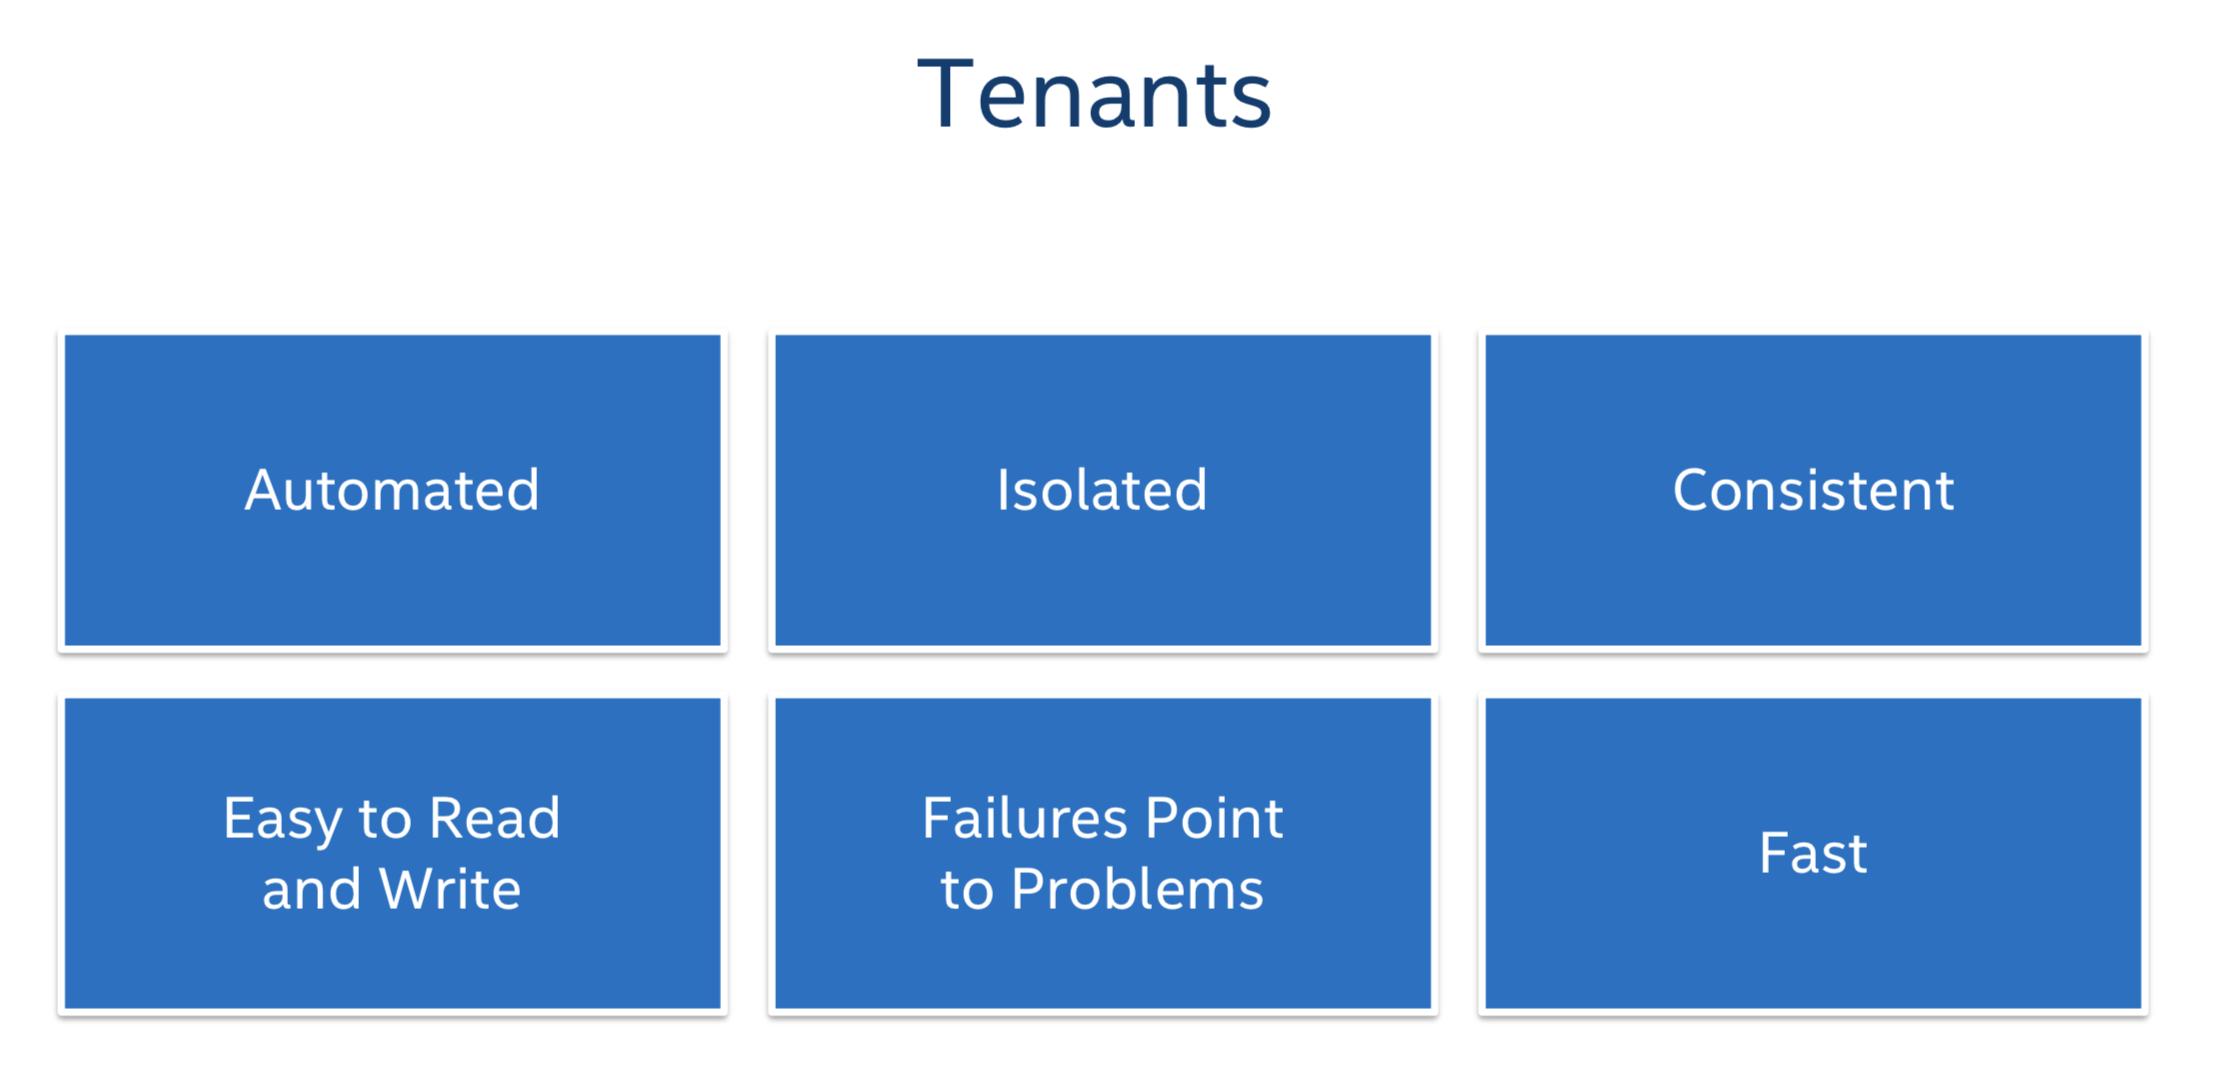 Tenants
Automated
Isolated
Consistent
Easy to Read
and Write
Failures Point
to Problems
Fast